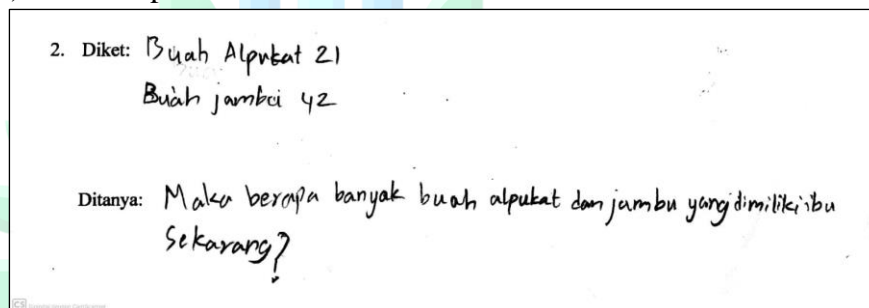 2. Diket: Buah Alpukat 21
Buah jambu 42
Ditanya: Maka berapa banyak buah alpukat dan jambu yang dimiliki ibu
Sekarang?
CS